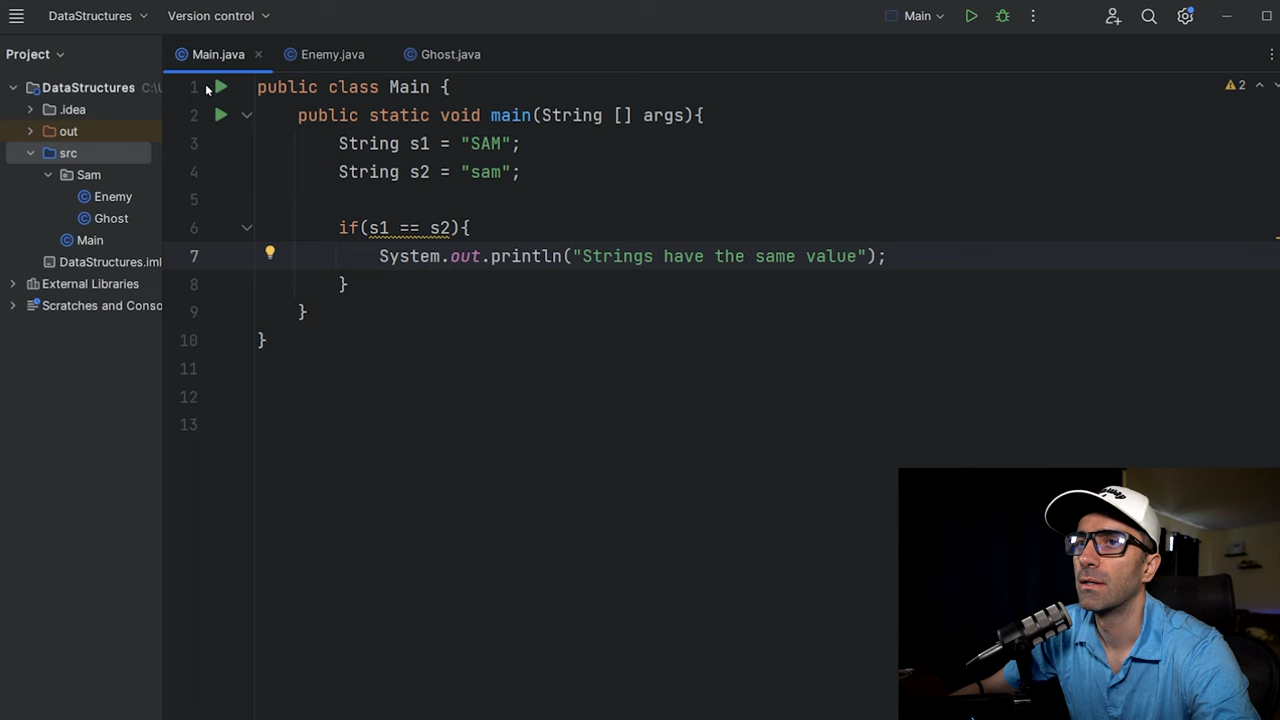 DataStructures Version control Main
Project
Main.java Enemy.java Ghost.java
DataStructures C:\U
.idea
out
src
Sam
Enemy
Ghost
Main
DataStructures.iml
External Libraries
Scratches and Conso
2
1 public class Main {
2 public static void main(String [] args){
3 String s1 = "SAM";
4 String s2 = "sam";
5
6 if(s1 == s2){
7 System.out.println("Strings have the same value");
8 }
9 }
10 }
11
12
13